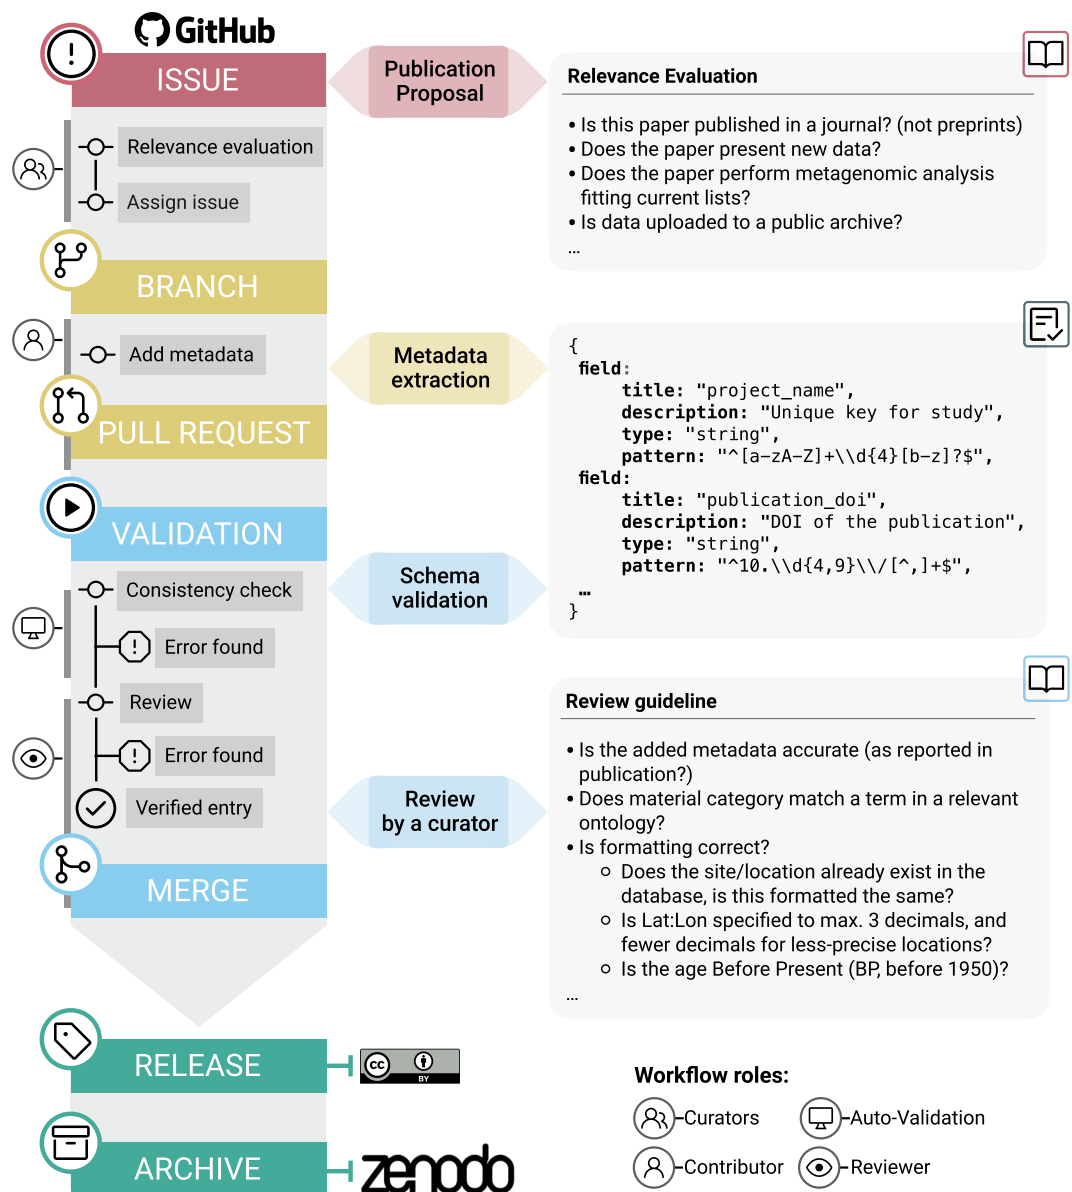 GitHub
ISSUE
Relevance evaluation
Assign issue
BRANCH
Add metadata
PULL REQUEST
VALIDATION
Consistency check
Error found
Review
Error found
Verified entry
MERGE
RELEASE
cc
BY
ARCHIVE
zenodo
Publication
Proposal
Metadata
extraction
Schema
validation
Review
by a curator
Relevance Evaluation
• Is this paper published in a journal? (not preprints)
• Does the paper present new data?
• Does the paper perform metagenomic analysis
fitting current lists?
• Is data uploaded to a public archive?
...
{
field:
title: "project_name",
description: "Unique key for study",
type: "string",
pattern: "^[a-zA-Z]+\\d{4}[b-z]?$",
field:
title: "publication_doi",
description: "DOI of the publication",
type: "string",
pattern: "^10.\\d{4,9}\\/[^,]+$",
...
}
Review guideline
• Is the added metadata accurate (as reported in
publication?)
• Does material category match a term in a relevant
ontology?
• Is formatting correct?
○ Does the site/location already exist in the
database, is this formatted the same?
○ Is Lat:Lon specified to max. 3 decimals, and
fewer decimals for less-precise locations?
○ Is the age Before Present (BP, before 1950)?
...
Workflow roles:
Curators
Auto-Validation
Contributor
Reviewer